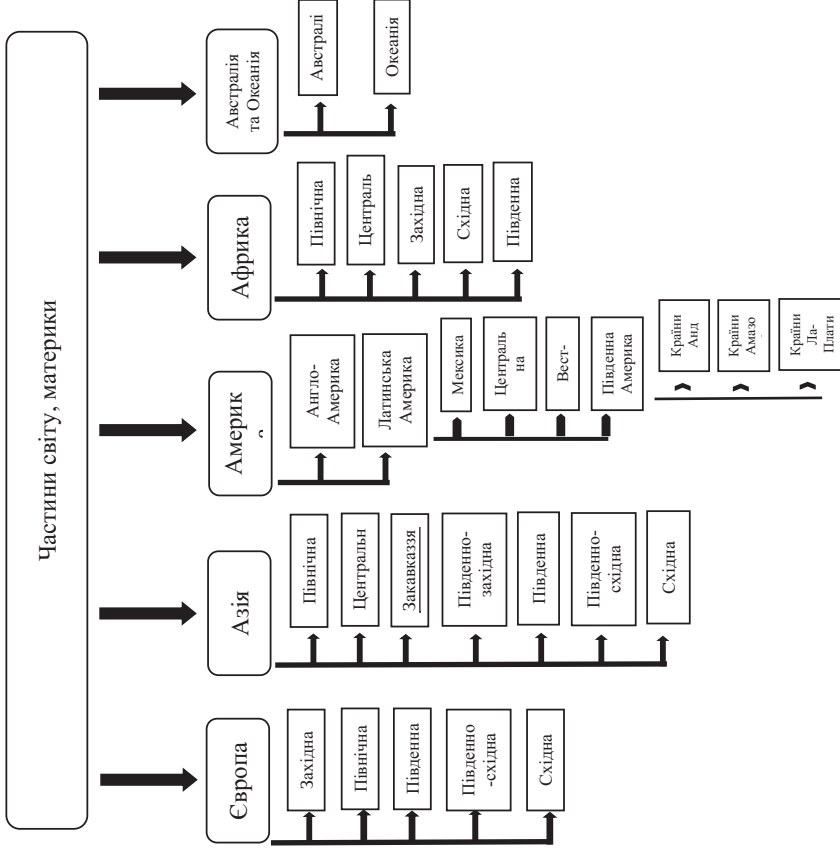 Частини світу, материки
Європа
Західна
Північна
Південна
Південно
-східна
Східна
Азія
Північна
Центральн
Закавказзя
Південно-
західна
Південна
Південно-
східна
Східна
Америк
Англо-
Америка
Латинська
Америка
Мексика
Централь
на
Вест-
Південна
Америка
Країни
Анд
Країни
Амазо
Країни
Ла-
Плати
Африка
Північна
Централь
Західна
Східна
Південна
Австралія
та Океанія
Австралі
Океанія